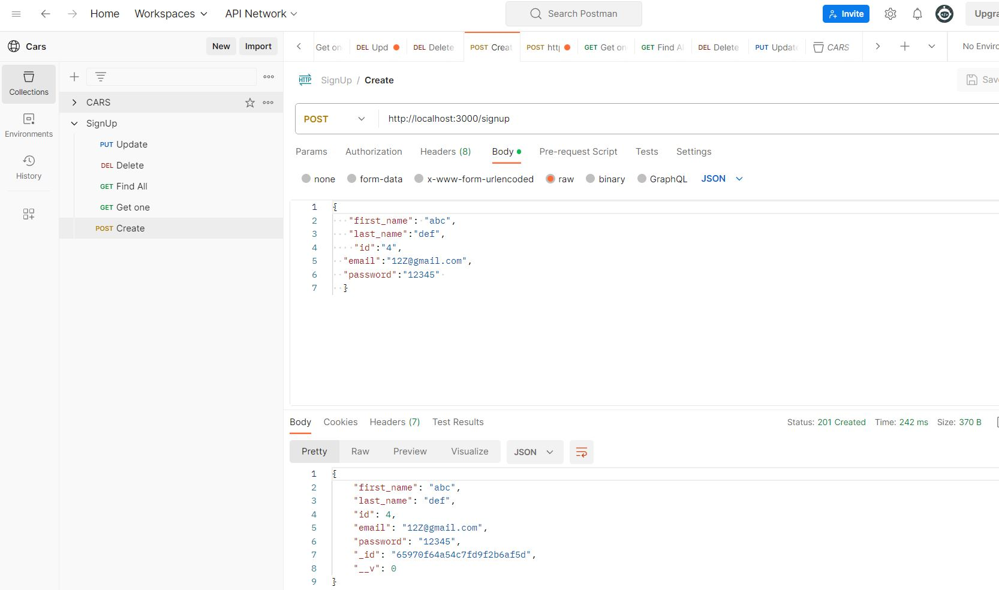 Home Workspaces API Network Search Postman Invite Upgra
Cars New Import Get on DEL Upd DEL Delete POST Creat POST htt GET Get on GET Find Al DEL Delete PUT Updat CARS No Enviro
Collections
Environments
History
CARS
SignUp
PUT Update
DEL Delete
GET Find All
GET Get one
POST Create
HTTP SignUp / Create Save
POST http://localhost:3000/signup
Params Authorization Headers (8) Body Pre-request Script Tests Settings
none form-data x-www-form-urlencoded raw binary GraphQL JSON
1 {
2 "first_name": "abc",
3 "last_name":"def",
4 "id":"4",
5 "email":"12Z@gmail.com",
6 "password":"12345"
7 }
Body Cookies Headers (7) Test Results Status: 201 Created Time: 242 ms Size: 370 B
Pretty Raw Preview Visualize JSON
1 {
2 "first_name": "abc",
3 "last_name": "def",
4 "id": 4,
5 "email": "12Z@gmail.com",
6 "password": "12345",
7 "_id": "65970f64a54c7fd9f2b6af5d",
8 "__v": 0
9 }